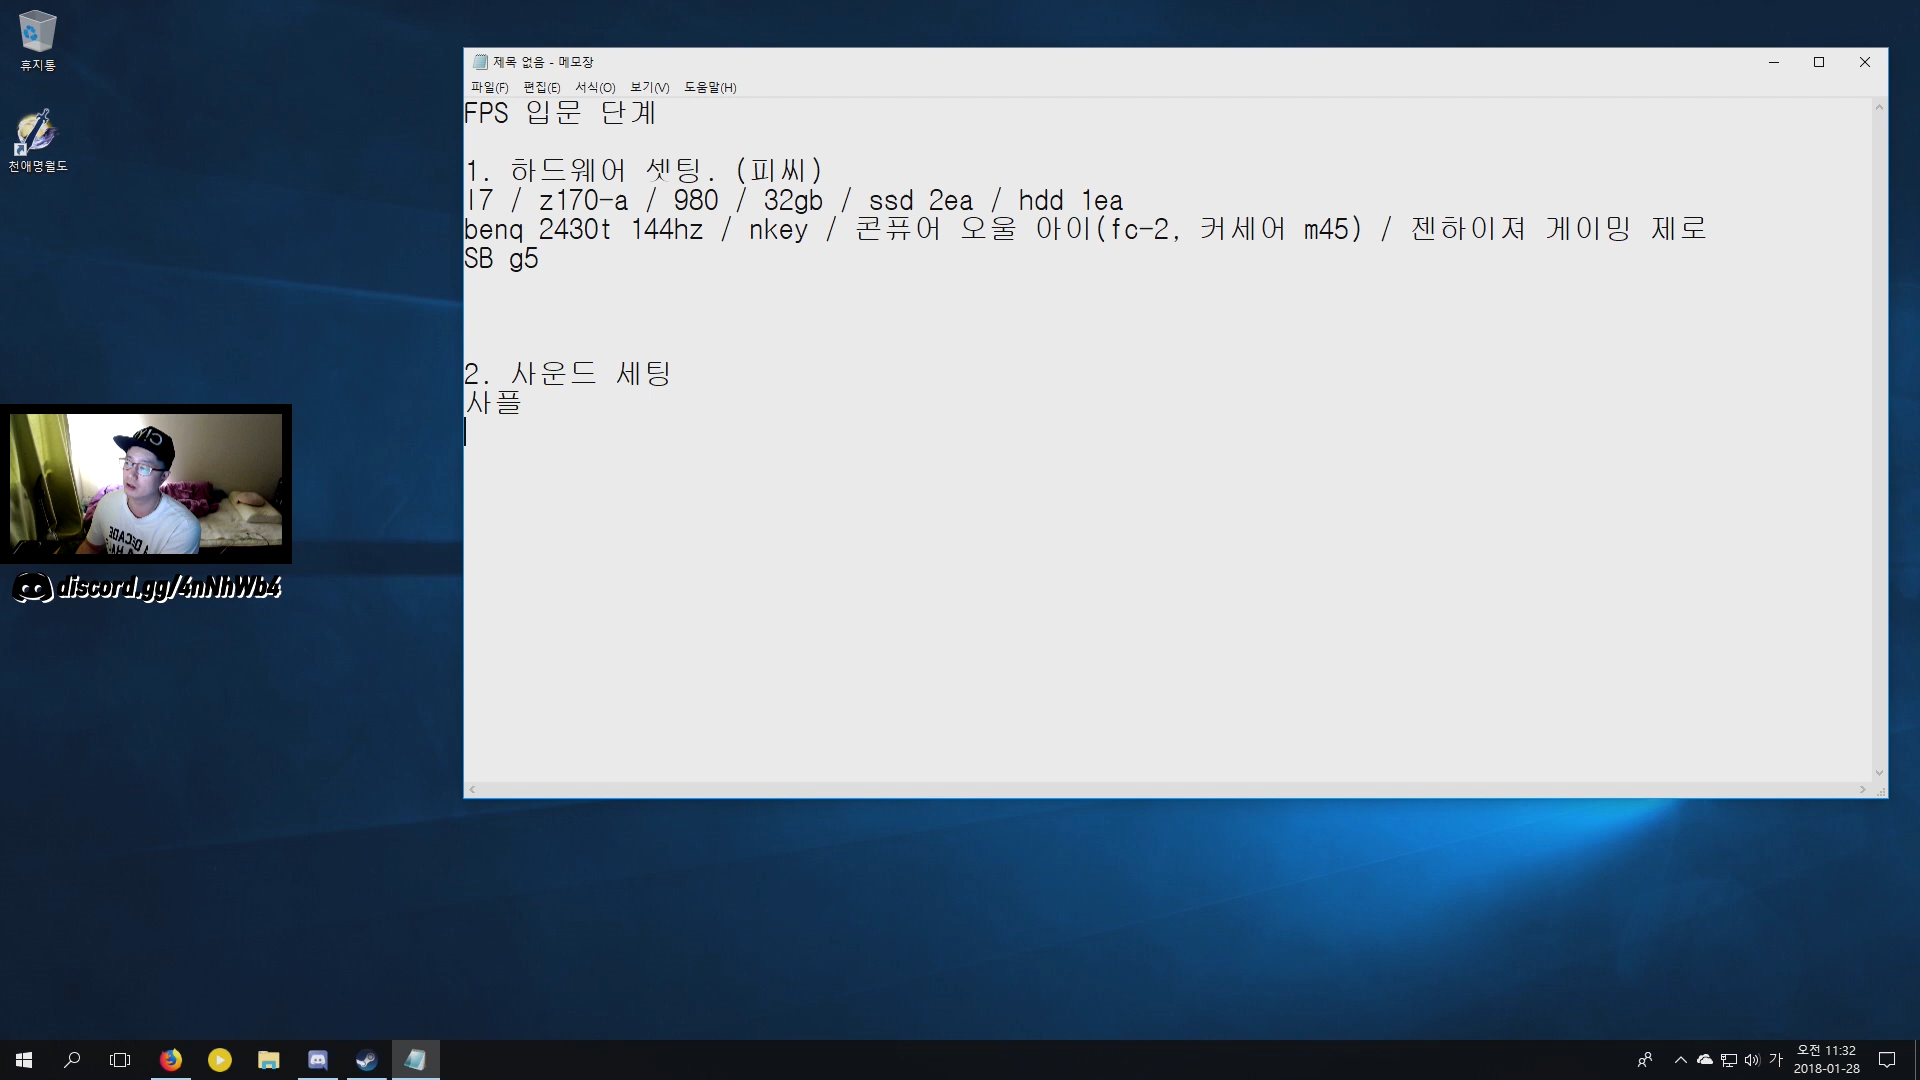 휴지통
천애명월도
제목 없음 - 메모장
파일(F) 편집(E) 서식(O) 보기(V) 도움말(H)
FPS 입문 단계
1. 하드웨어 셋팅. (피씨)
I7 / z170-a / 980 / 32gb / ssd 2ea / hdd 1ea
benq 2430t 144hz / nkey / 콘퓨어 오울 아이(fc-2, 커세어 m45) / 젠하이져 게이밍 제로
SB g5
2. 사운드 세팅
사플
discord.gg/4nNhWb4
가
오전 11:32
2018-01-28